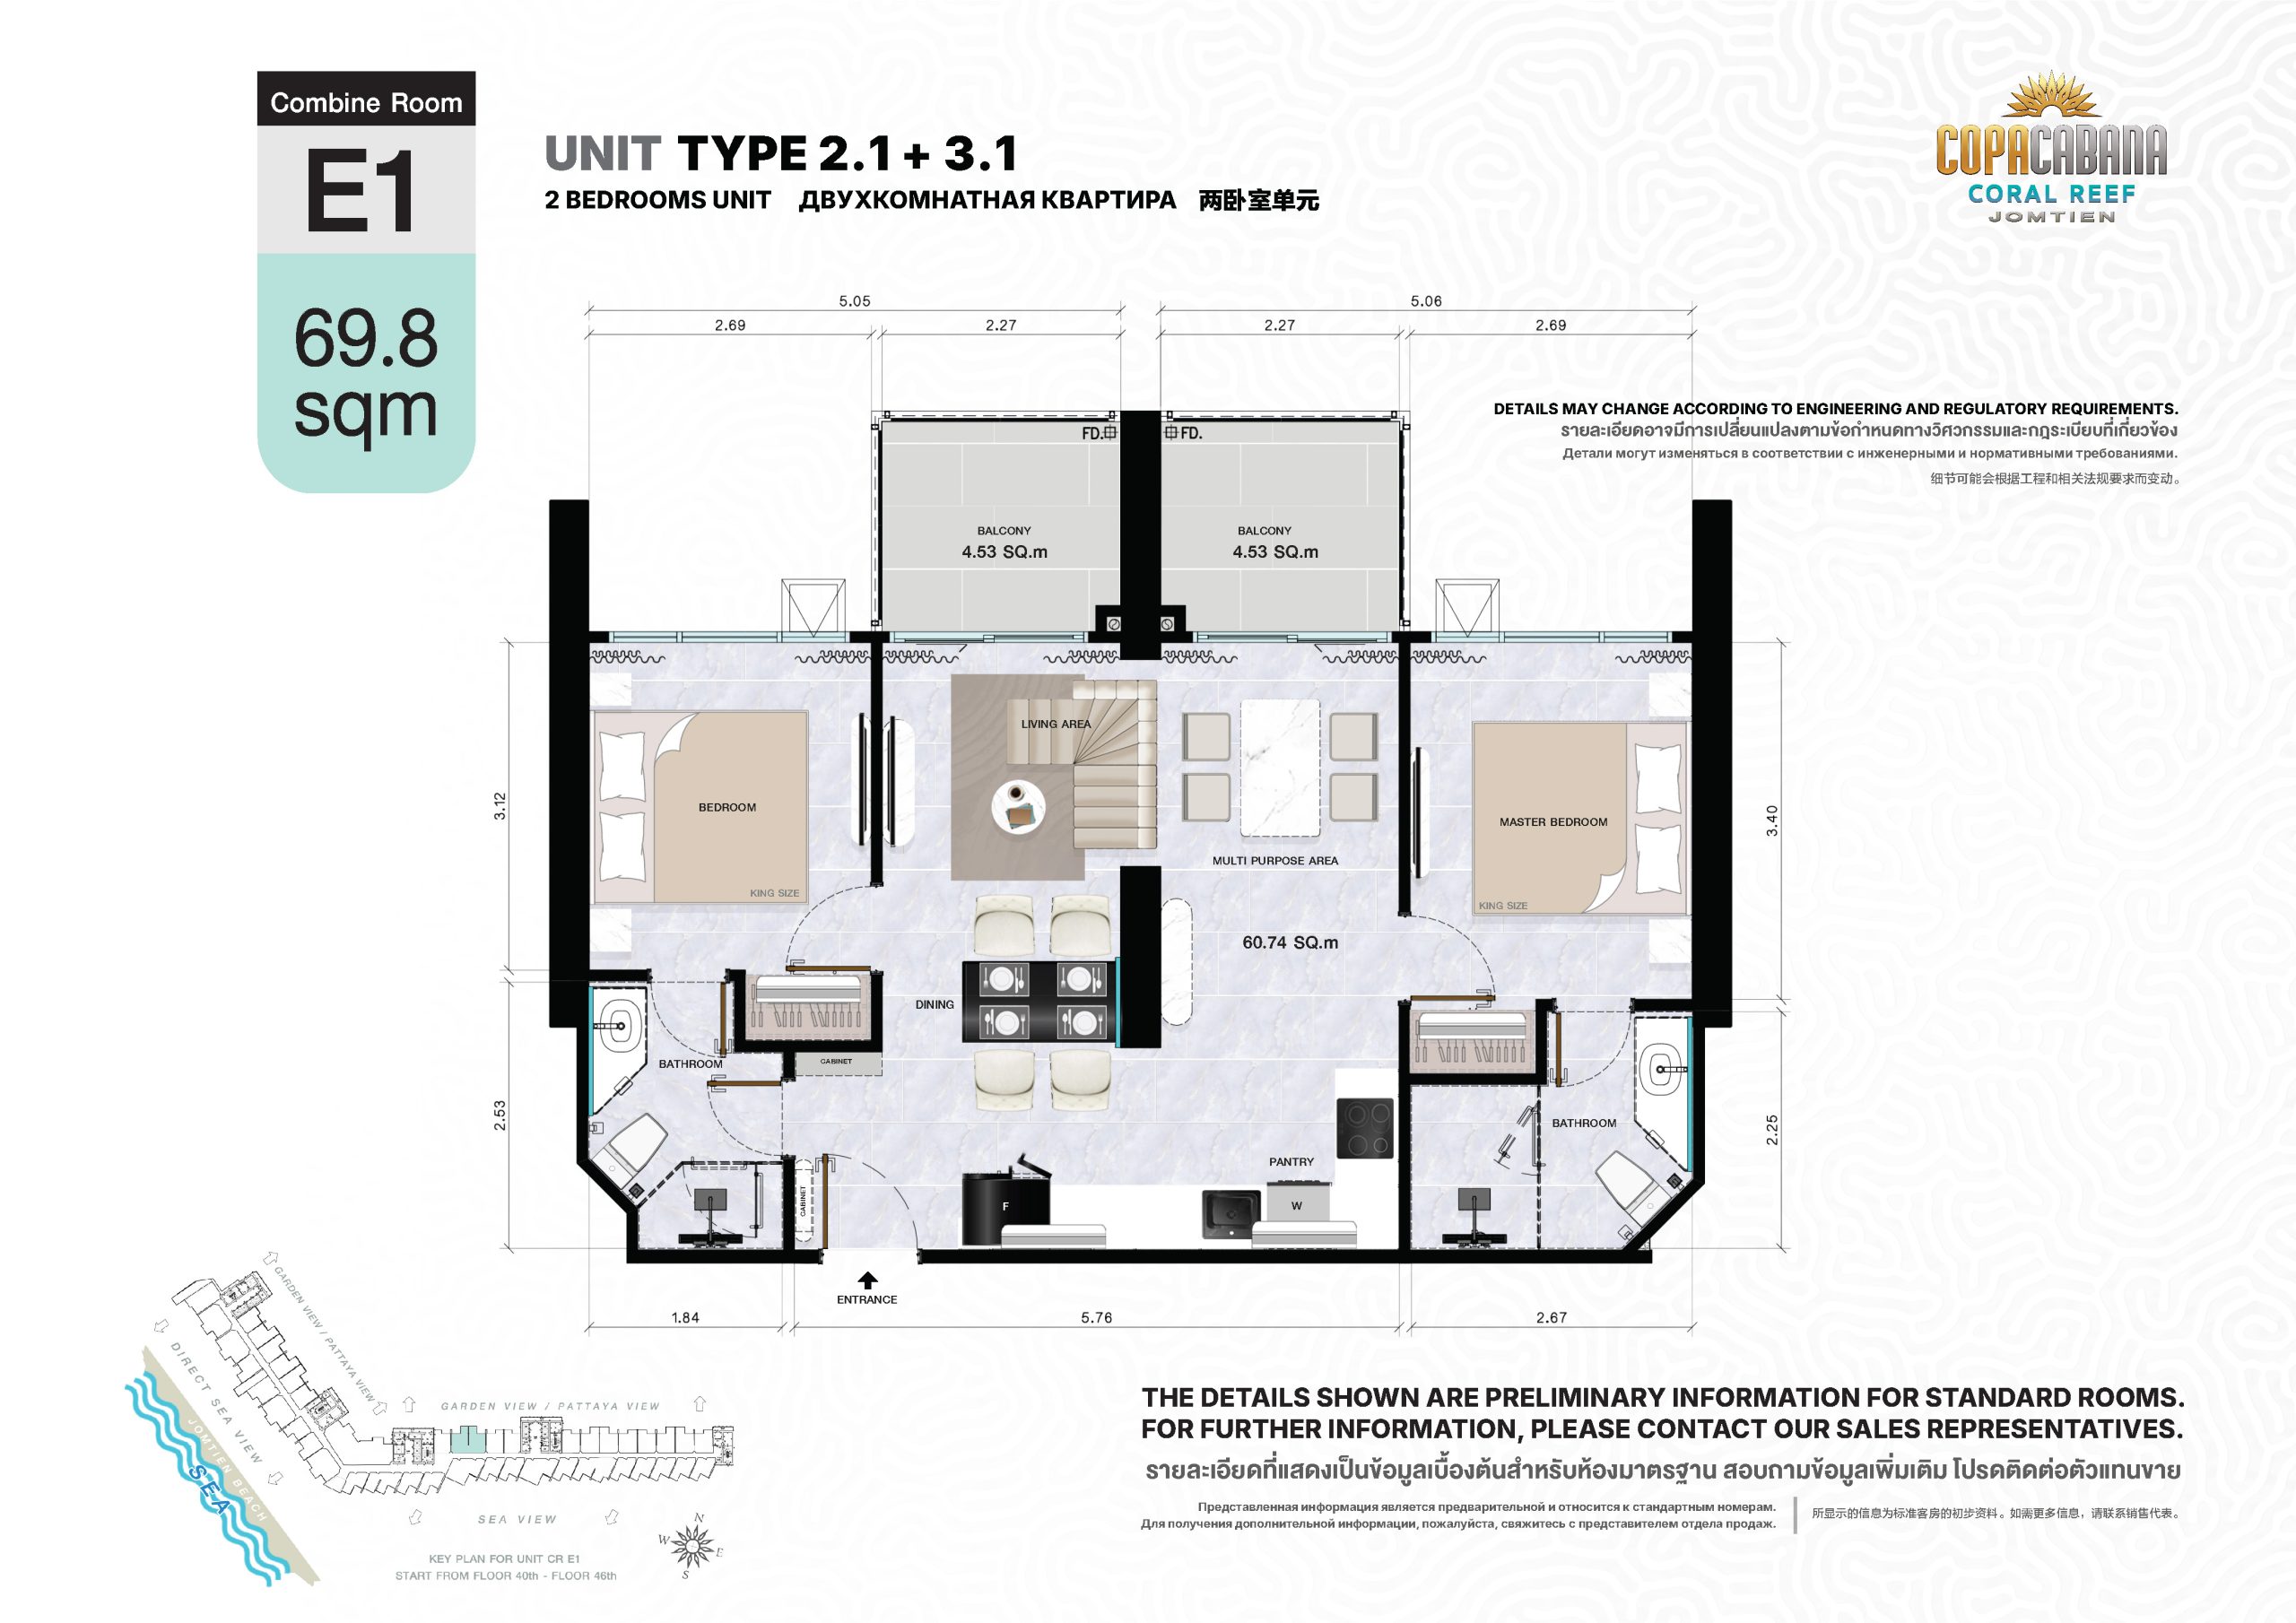 Combine Room
E1
69.8
sqm
UNIT TYPE 2.1 + 3.1
2 BEDROOMS UNIT ДВУХКОМНАТНАЯ КВАРТИРА 两卧室单元
COPACABANA
CORAL REEF
JOMTIEN
5.05
5.06
2.69
2.27
2.27
2.69
DETAILS MAY CHANGE ACCORDING TO ENGINEERING AND REGULATORY REQUIREMENTS.
รายละเอียดอาจมีการเปลี่ยนแปลงตามข้อกำหนดทางวิศวกรรมและกฎระเบียบที่เกี่ยวข้อง
Детали могут изменяться в соответствии с инженерными и нормативными требованиями.
细节可能会根据工程和相关法规要求而变动。
FD.
FD.
BALCONY
4.53 SQ.m
BALCONY
4.53 SQ.m
LIVING AREA
BEDROOM
KING SIZE
MULTI PURPOSE AREA
MASTER BEDROOM
KING SIZE
3.12
3.40
60.74 SQ.m
DINING
BATHROOM
CABINET
2.53
2.25
BATHROOM
PANTRY
CABINET
F
W
ENTRANCE
1.84
5.76
2.67
GARDEN VIEW / PATTAYA VIEW
DIRECT SEA VIEW
JOMTIEN BEACH
SEA
GARDEN VIEW / PATTAYA VIEW
SEA VIEW
N
W
E
S
KEY PLAN FOR UNIT CR E1
START FROM FLOOR 40th - FLOOR 46th
THE DETAILS SHOWN ARE PRELIMINARY INFORMATION FOR STANDARD ROOMS.
FOR FURTHER INFORMATION, PLEASE CONTACT OUR SALES REPRESENTATIVES.
รายละเอียดที่แสดงเป็นข้อมูลเบื้องต้นสำหรับห้องมาตรฐาน สอบถามข้อมูลเพิ่มเติม โปรดติดต่อตัวแทนขาย
Представленная информация является предварительной и относится к стандартным номерам.
Для получения дополнительной информации, пожалуйста, свяжитесь с представителем отдела продаж.
所显示的信息为标准客房的初步资料。如需更多信息，请联系销售代表。